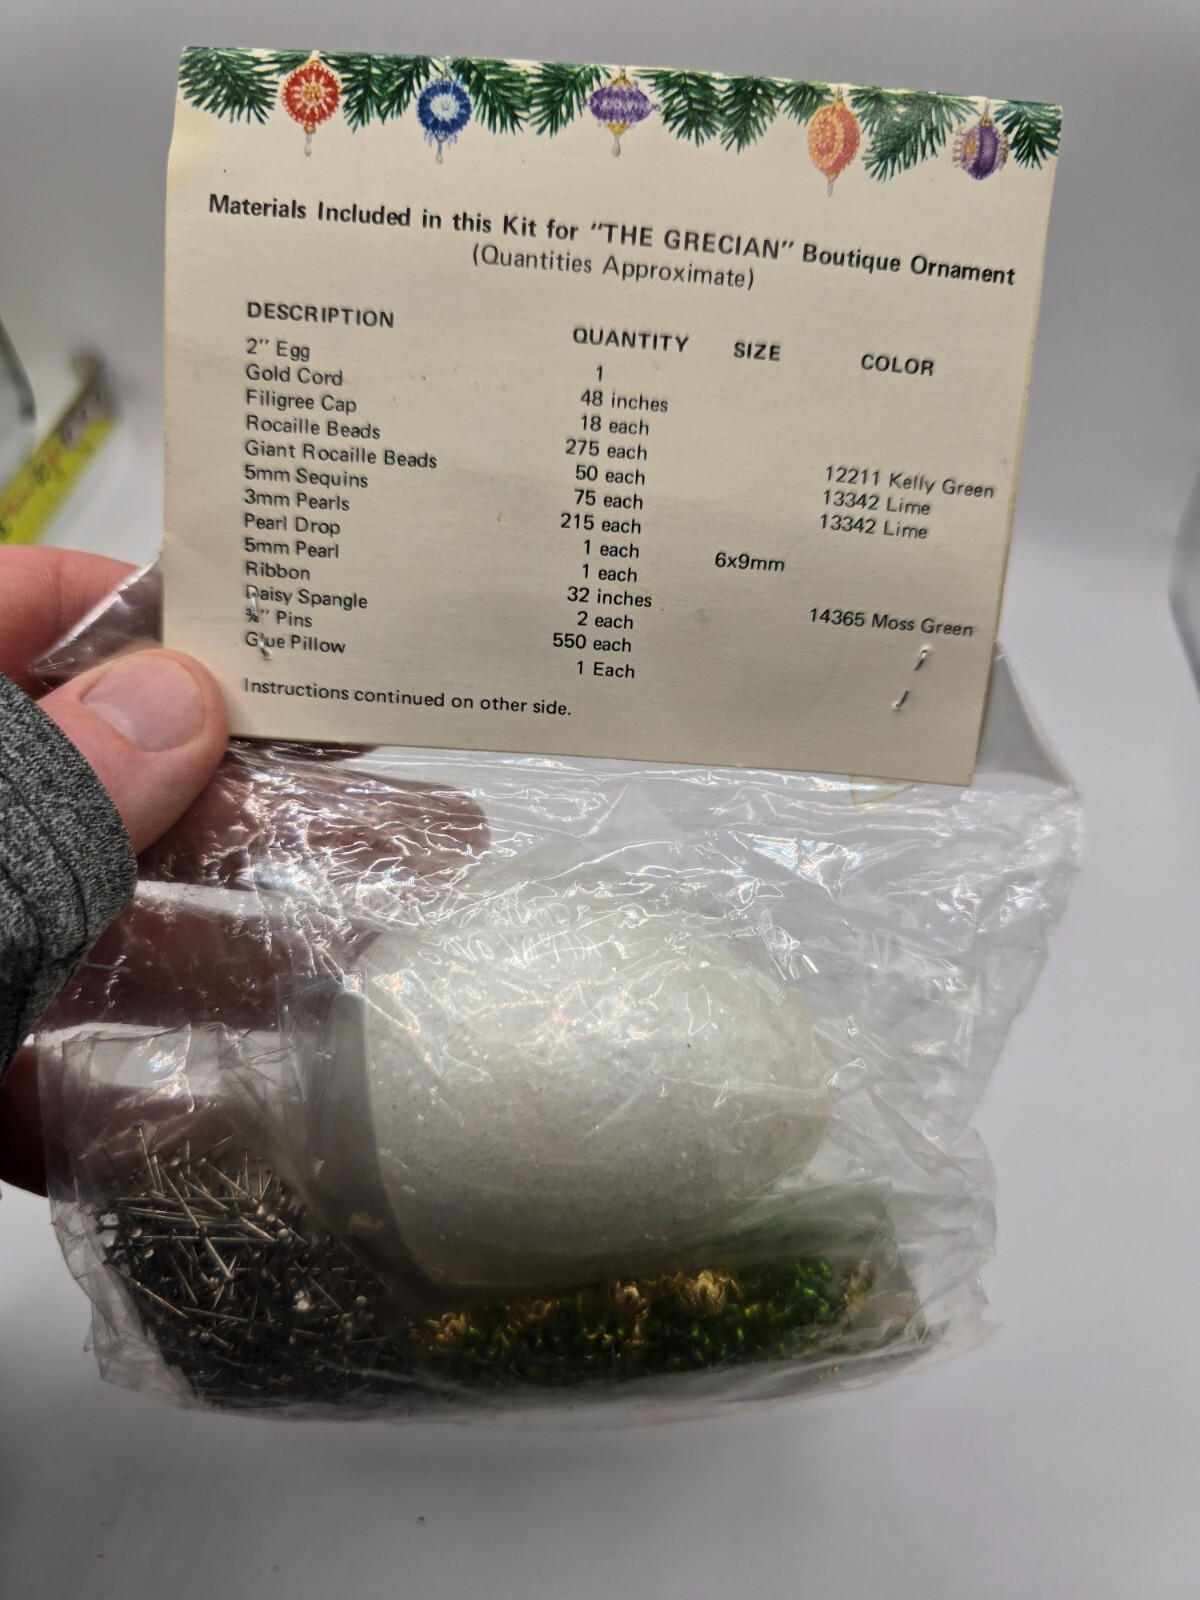 Materials Included in this Kit for "THE GRECIAN" Boutique Ornament
(Quantities Approximate)
DESCRIPTION QUANTITY SIZE COLOR
2" Egg 1
Gold Cord 48 inches
Filigree Cap 18 each
Rocaille Beads 275 each 12211 Kelly Green
Giant Rocaille Beads 50 each 13342 Lime
5mm Sequins 75 each 13342 Lime
3mm Pearls 215 each
Pearl Drop 1 each 6x9mm
5mm Pearl 1 each
Ribbon 32 inches 14365 Moss Green
Daisy Spangle 2 each
¾" Pins 550 each
Glue Pillow 1 Each
Instructions continued on other side.